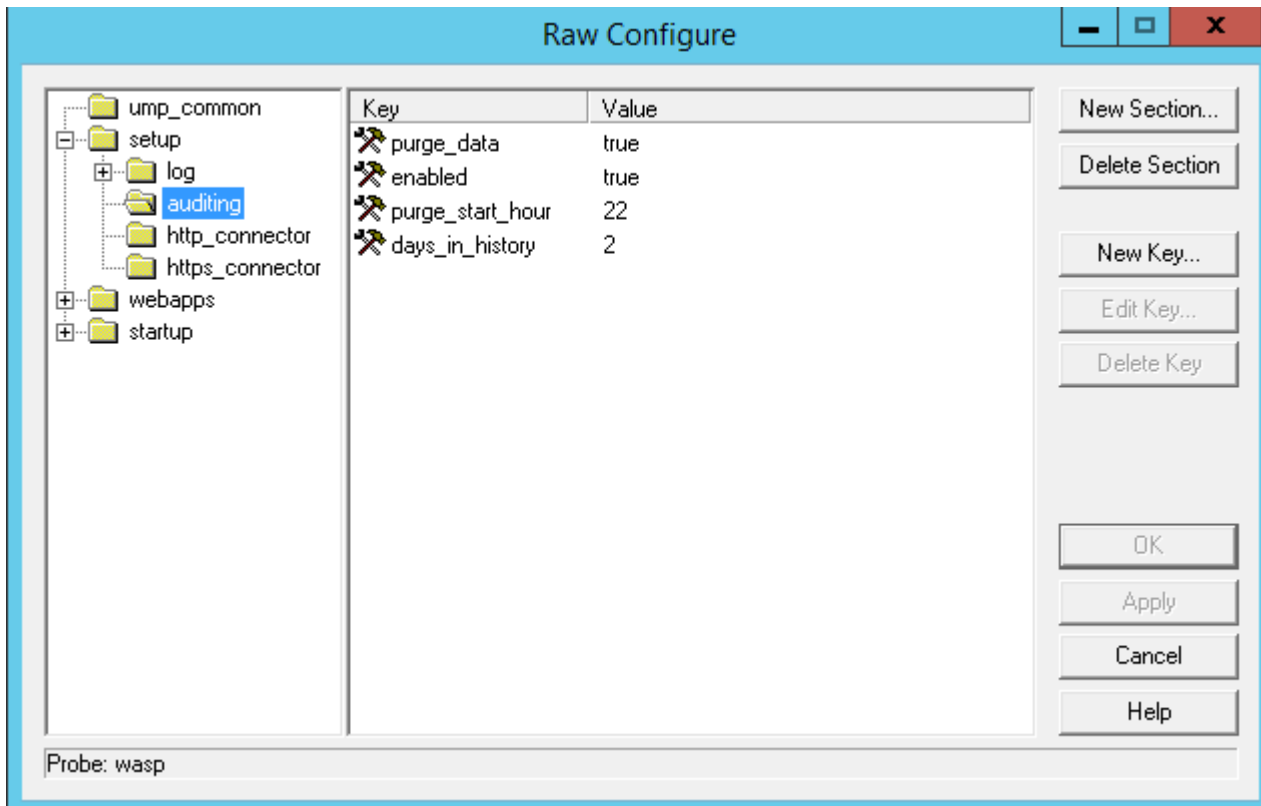 Raw Configure
ump_common
setup
log
auditing
http_connector
https_connector
webapps
startup
Key Value
purge_data true
enabled true
purge_start_hour 22
days_in_history 2
New Section...
Delete Section
New Key...
Edit Key...
Delete Key
OK
Apply
Cancel
Help
Probe: wasp